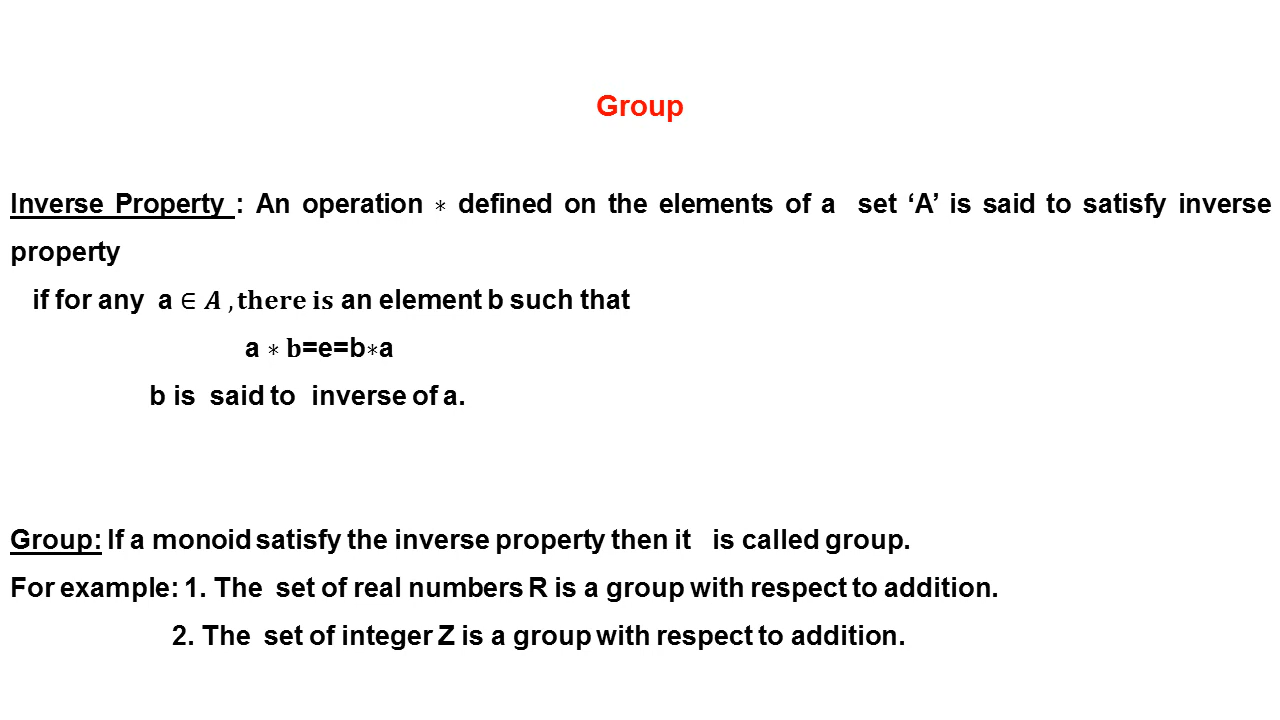 Group
Inverse Property : An operation ∗ defined on the elements of a set ‘A’ is said to satisfy inverse
property
if for any a ∈ 𝑨 , there is an element b such that
a ∗ b=e=b∗a
b is said to inverse of a.
Group: If a monoid satisfy the inverse property then it is called group.
For example: 1. The set of real numbers R is a group with respect to addition.
2. The set of integer Z is a group with respect to addition.